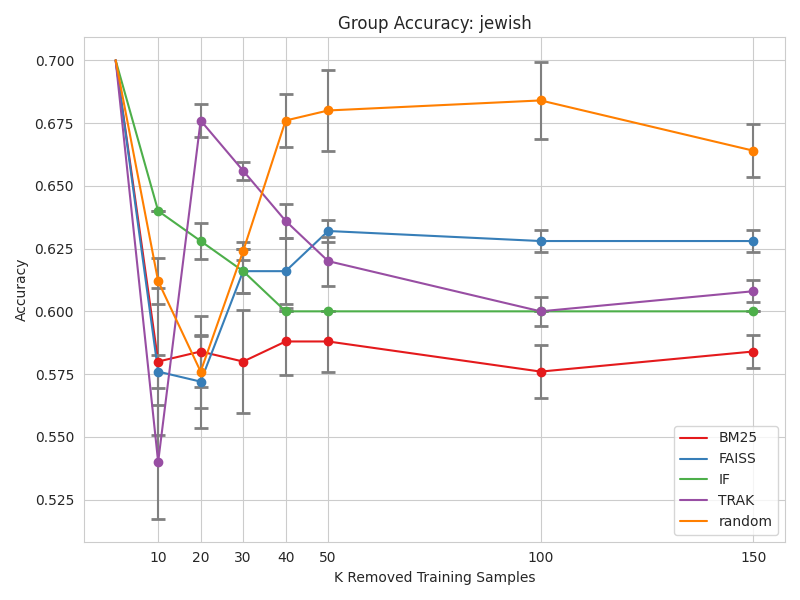 Group Accuracy: jewish
Accuracy
0.700
0.675
0.650
0.625
0.600
0.575
0.550
0.525
10 20 30 40 50 100 150
K Removed Training Samples
BM25
FAISS
IF
TRAK
random